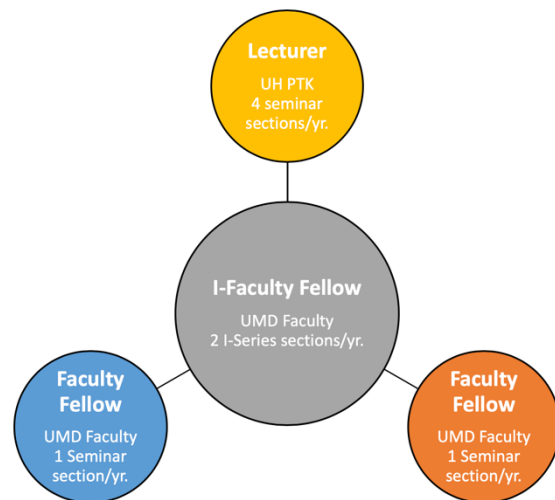 Lecturer
UH PTK
4 seminar
sections/yr.
I-Faculty Fellow
UMD Faculty
2 I-Series sections/yr.
Faculty
Fellow
UMD Faculty
1 Seminar
section/yr.
Faculty
Fellow
UMD Faculty
1 Seminar
section/yr.